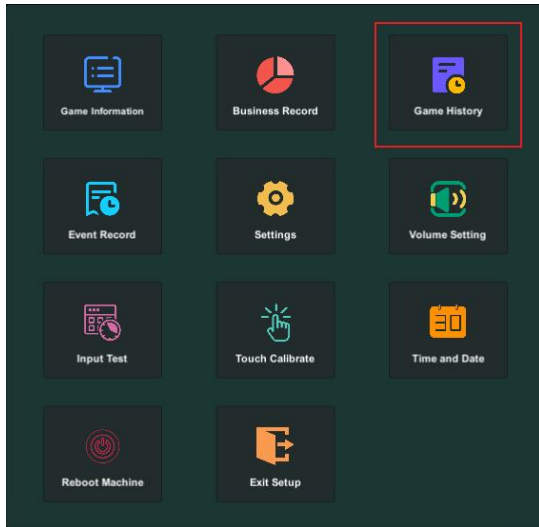 Game Information
Business Record
Game History
Event Record
Settings
Volume Setting
Input Test
30
Touch Calibrate
Time and Date
Reboot Machine
Exit Setup